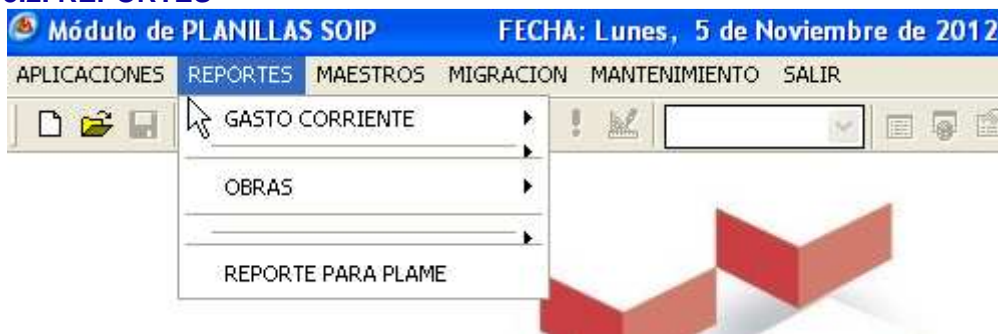 REPORTES
Módulo de PLANILLAS SOIP FECHA: Lunes, 5 de Noviembre de 2012
APLICACIONES REPORTES MAESTROS MIGRACION MANTENIMIENTO SALIR
GASTO CORRIENTE
OBRAS
REPORTE PARA PLAME